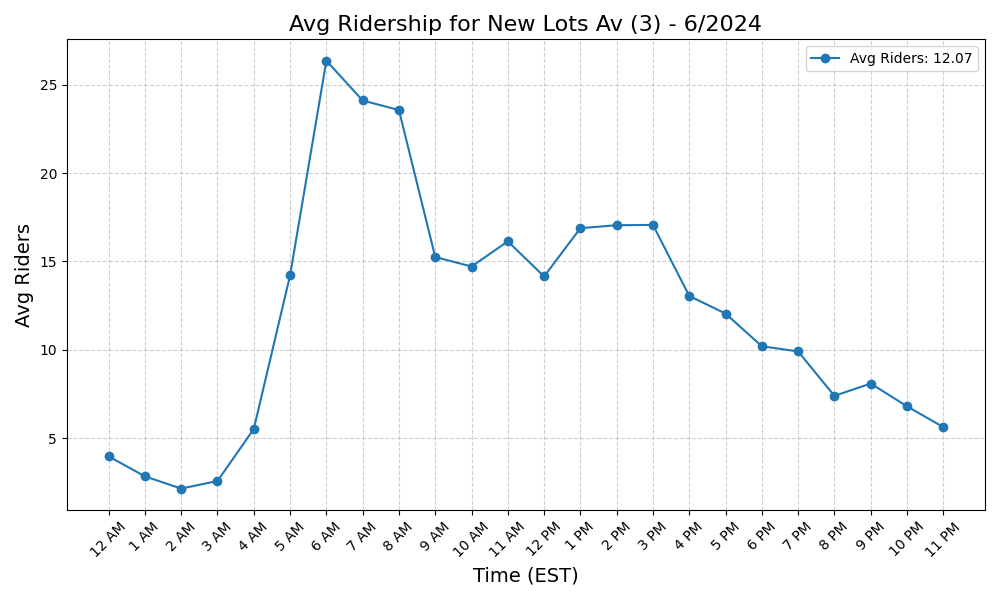 Avg Ridership for New Lots Av (3) - 6/2024
Avg Riders: 12.07
Avg Riders
25
20
15
10
5
12 AM
1 AM
2 AM
3 AM
4 AM
5 AM
6 AM
7 AM
8 AM
9 AM
10 AM
11 AM
12 PM
1 PM
2 PM
3 PM
4 PM
5 PM
6 PM
7 PM
8 PM
9 PM
10 PM
11 PM
Time (EST)